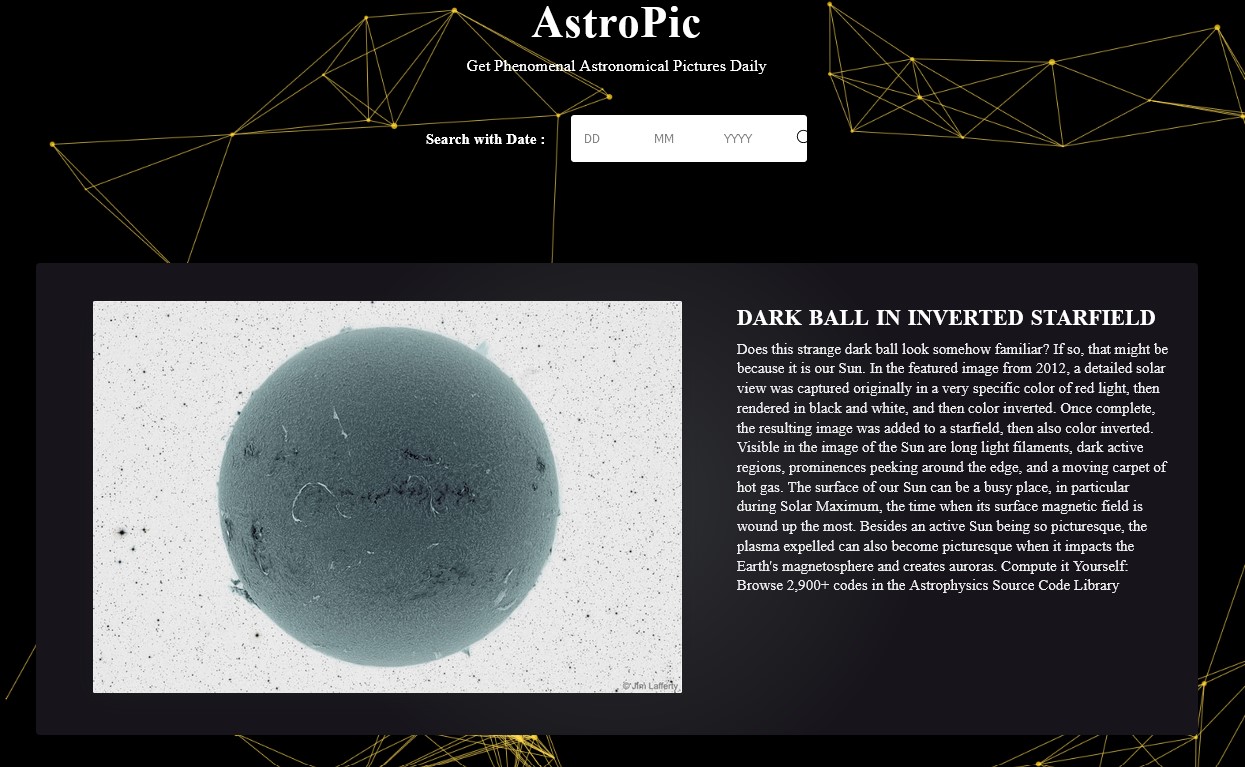 AstroPic
Get Phenomenal Astronomical Pictures Daily
Search with Date :
DD MM YYYY
DARK BALL IN INVERTED STARFIELD
Does this strange dark ball look somehow familiar? If so, that might be
because it is our Sun. In the featured image from 2012, a detailed solar
view was captured originally in a very specific color of red light, then
rendered in black and white, and then color inverted. Once complete,
the resulting image was added to a starfield, then also color inverted.
Visible in the image of the Sun are long light filaments, dark active
regions, prominences peeking around the edge, and a moving carpet of
hot gas. The surface of our Sun can be a busy place, in particular
during Solar Maximum, the time when its surface magnetic field is
wound up the most. Besides an active Sun being so picturesque, the
plasma expelled can also become picturesque when it impacts the
Earth's magnetosphere and creates auroras. Compute it Yourself:
Browse 2,900+ codes in the Astrophysics Source Code Library
© Jim Lafferty